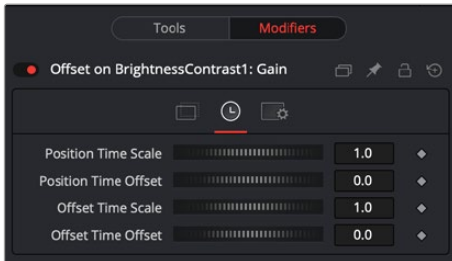 Tools Modifiers
Offset on BrightnessContrast1: Gain
Position Time Scale 1.0
Position Time Offset 0.0
Offset Time Scale 1.0
Offset Time Offset 0.0